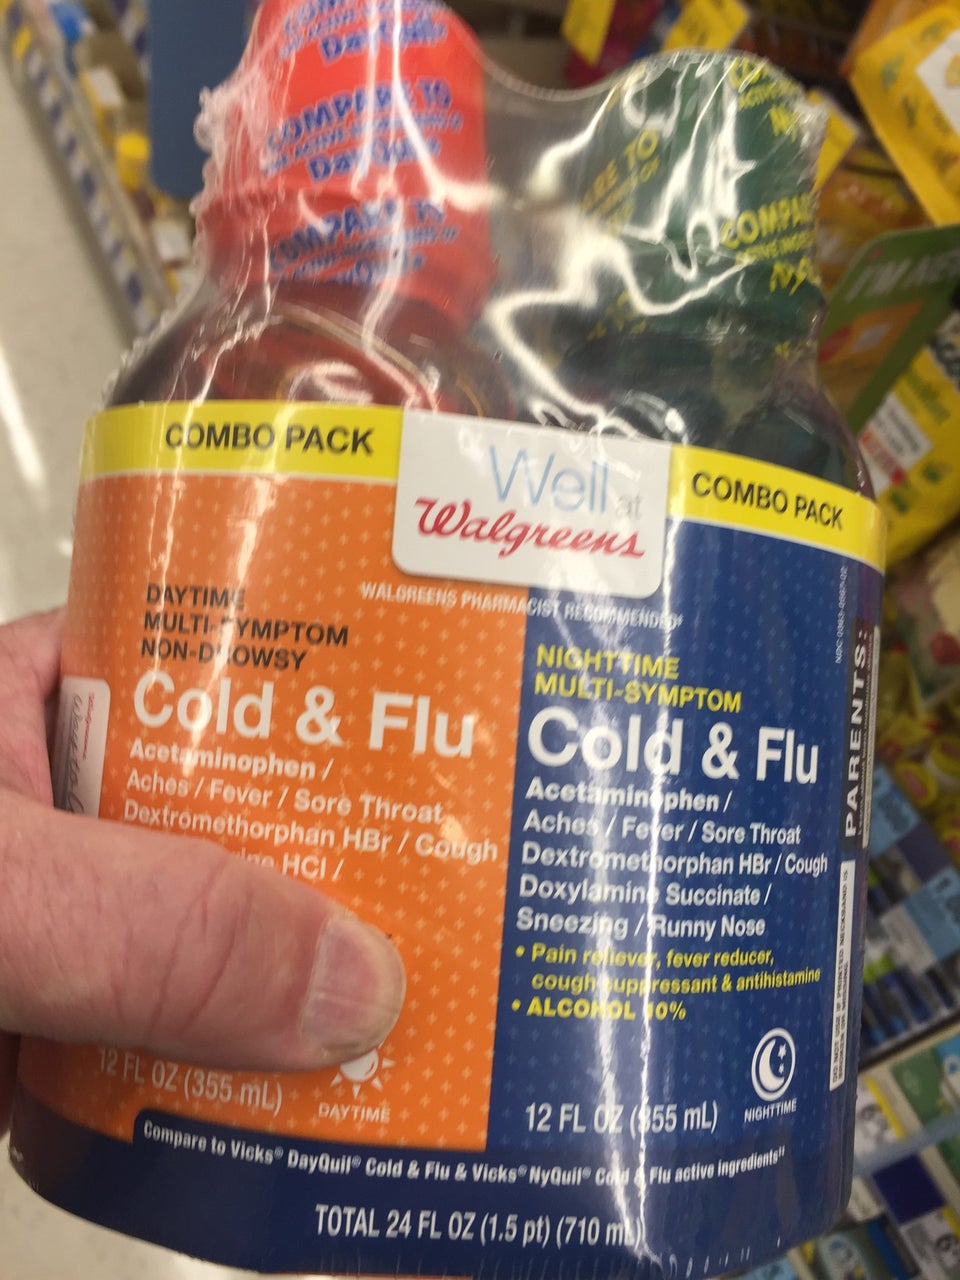 DayQuil
COMPARE TO
DayQuil
COMPARE TO
COMPA
COMBO PACK
Well at
Walgreens
COMBO PACK
WALGREENS PHARMACIST RECOMMENDED‡
DAYTIME
MULTI-SYMPTOM
NON-DROWSY
Cold & Flu
Acetaminophen /
Aches / Fever / Sore Throat
Dextromethorphan HBr / Cough
HCl /
12 FL OZ (355 mL)
DAYTIME
NIGHTTIME
MULTI-SYMPTOM
Cold & Flu
Acetaminophen /
Aches / Fever / Sore Throat
Dextromethorphan HBr / Cough
Doxylamine Succinate /
Sneezing / Runny Nose
• Pain reliever, fever reducer,
cough suppressant & antihistamine
• ALCOHOL 10%
12 FL OZ (355 mL)
NIGHTTIME
PARENTS:
Compare to Vicks® DayQuil® Cold & Flu & Vicks® NyQuil® Cold & Flu active ingredients††
TOTAL 24 FL OZ (1.5 pt) (710 mL)